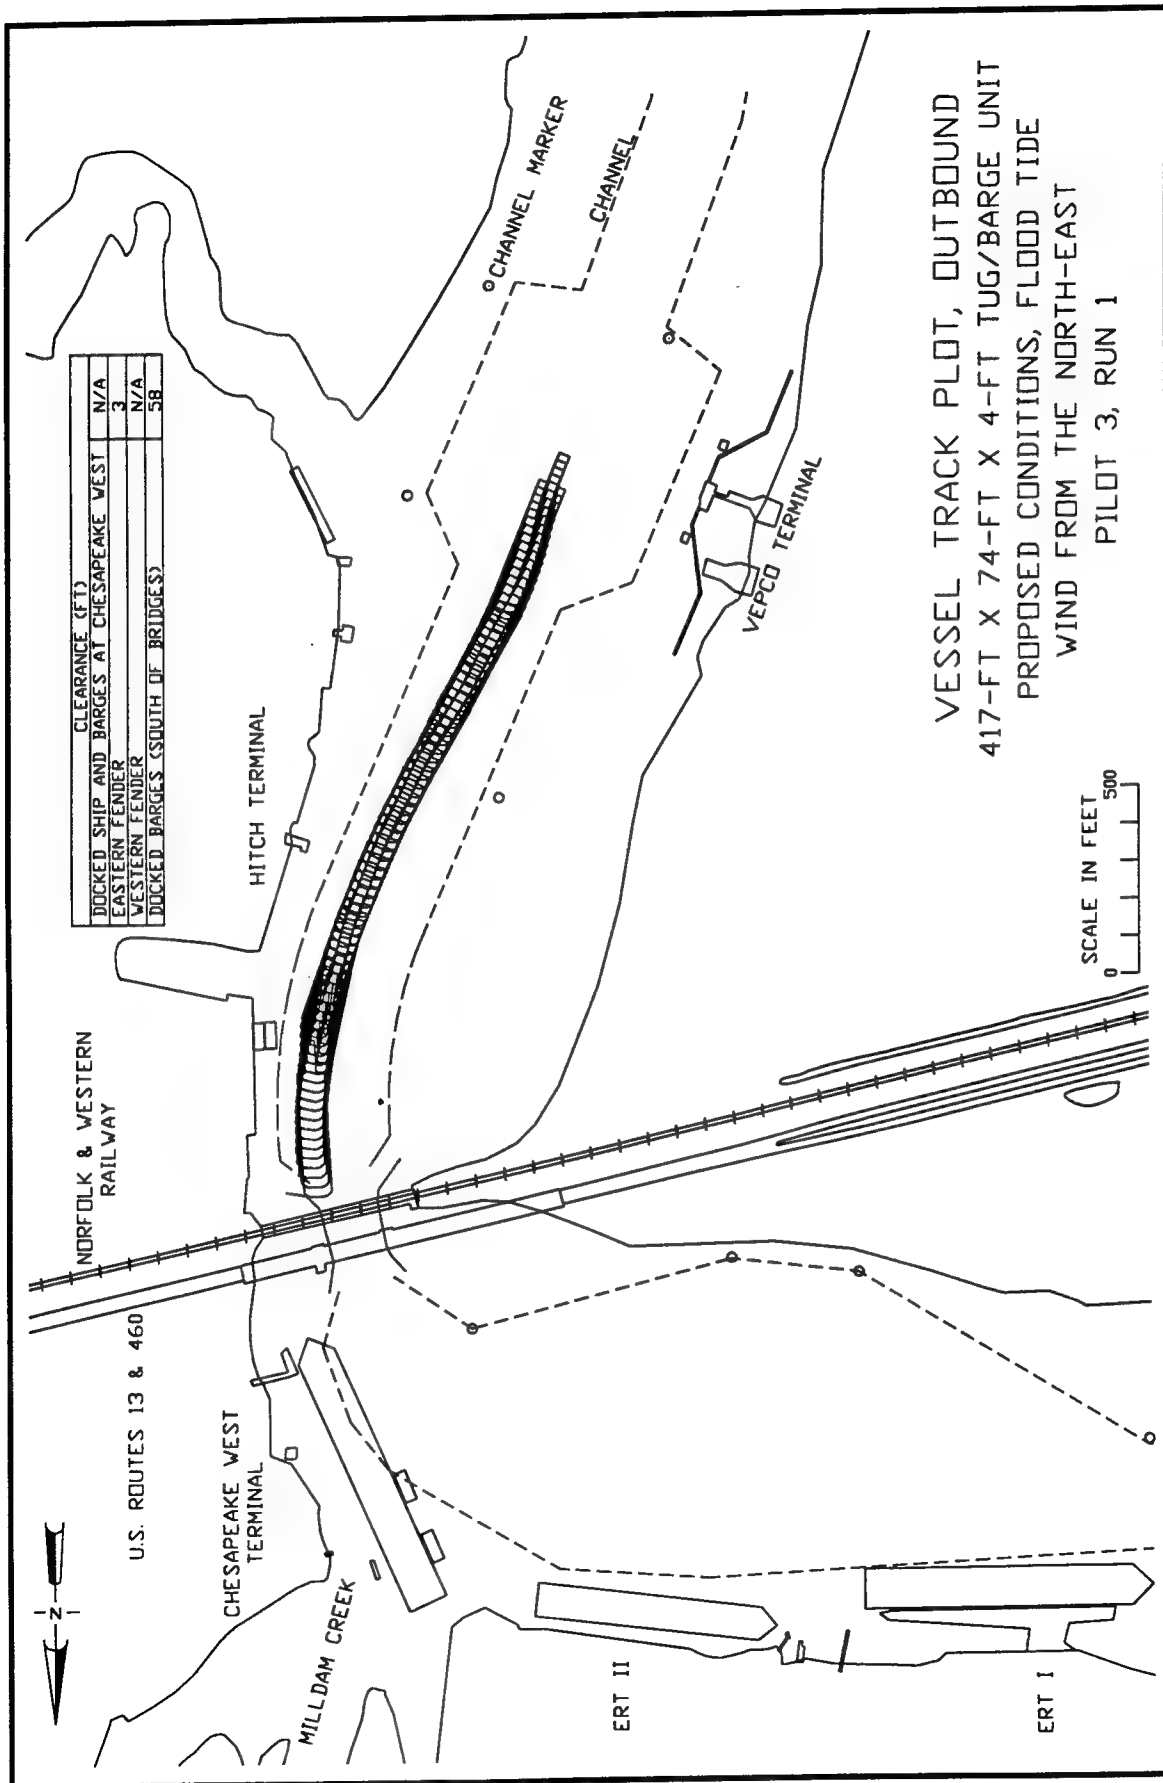 CLEARANCE (FT)
DOCKED SHIP AND BARGES AT CHESAPEAKE WEST N/A
EASTERN FENDER 3
WESTERN FENDER N/A
DOCKED BARGES (SOUTH OF BRIDGES) 58
N
U.S. ROUTES 13 & 460
NORFOLK & WESTERN
RAILWAY
HITCH TERMINAL
CHANNEL MARKER
CHANNEL
CHESAPEAKE WEST
TERMINAL
MILLDAM CREEK
VEPCO TERMINAL
ERT II
ERT I
SCALE IN FEET
0 500
VESSEL TRACK PLOT, OUTBOUND
417-FT X 74-FT X 4-FT TUG/BARGE UNIT
PROPOSED CONDITIONS, FLOOD TIDE
WIND FROM THE NORTH-EAST
PILOT 3, RUN 1